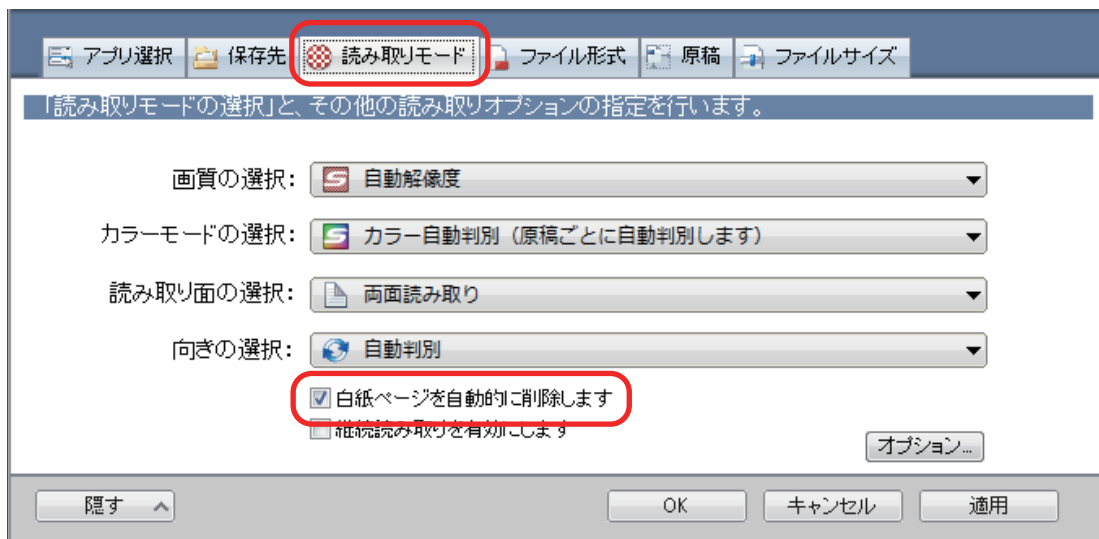 アプリ選択 保存先 読み取りモード ファイル形式 原稿 ファイルサイズ
「読み取りモードの選択」と、その他の読み取りオプションの指定を行います。
画質の選択: 自動解像度
カラーモードの選択: カラー自動判別（原稿ごとに自動判別します）
読み取り面の選択: 両面読み取り
向きの選択: 自動判別
白紙ページを自動的に削除します
継続読み取りを有効にします
オプション...
隠す OK キャンセル 適用